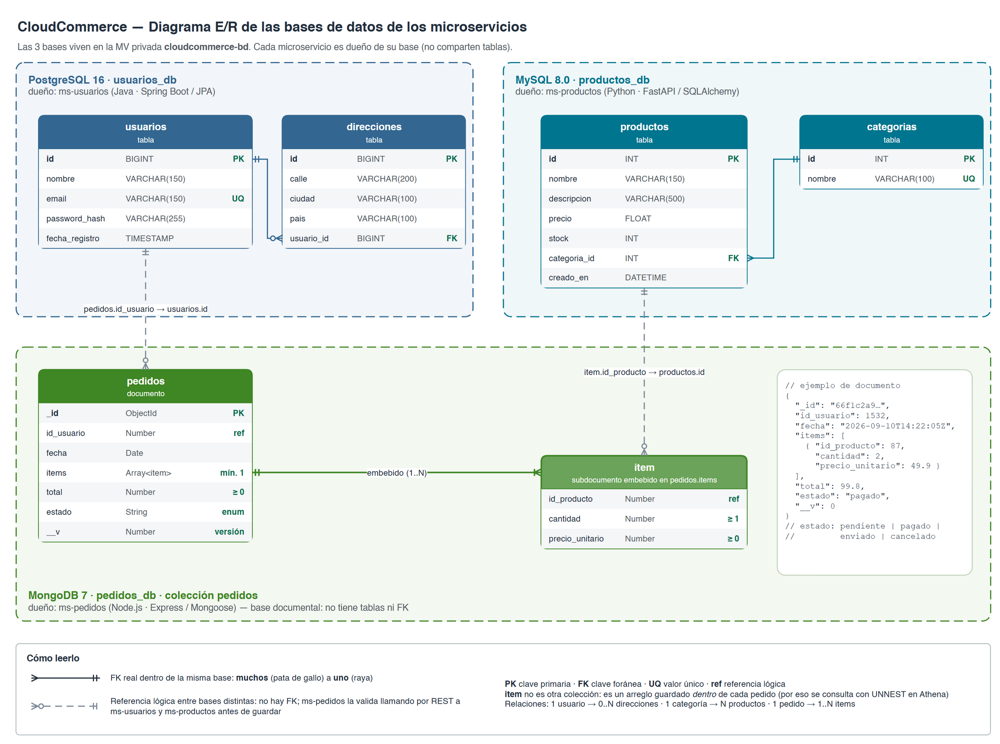 CloudCommerce — Diagrama E/R de las bases de datos de los microservicios
Las 3 bases viven en la MV privada cloudcommerce-bd. Cada microservicio es dueño de su base (no comparten tablas).
PostgreSQL 16 · usuarios_db
dueño: ms-usuarios (Java · Spring Boot / JPA)
usuarios
tabla
id BIGINT PK
nombre VARCHAR(150)
email VARCHAR(150) UQ
password_hash VARCHAR(255)
fecha_registro TIMESTAMP
direcciones
tabla
id BIGINT PK
calle VARCHAR(200)
ciudad VARCHAR(100)
pais VARCHAR(100)
usuario_id BIGINT FK
pedidos.id_usuario → usuarios.id
MySQL 8.0 · productos_db
dueño: ms-productos (Python · FastAPI / SQLAlchemy)
productos
tabla
id INT PK
nombre VARCHAR(150)
descripcion VARCHAR(500)
precio FLOAT
stock INT
categoria_id INT FK
creado_en DATETIME
categorias
tabla
id INT PK
nombre VARCHAR(100) UQ
item.id_producto → productos.id
pedidos
documento
_id ObjectId PK
id_usuario Number ref
fecha Date
items Array<item> mín. 1
total Number ≥ 0
estado String enum
__v Number versión
embebido (1..N)
item
subdocumento embebido en pedidos.items
id_producto Number ref
cantidad Number ≥ 1
precio_unitario Number ≥ 0
// ejemplo de documento
{
"_id": "66f1c2a9…",
"id_usuario": 1532,
"fecha": "2026-09-10T14:22:05Z",
"items": [
{ "id_producto": 87,
"cantidad": 2,
"precio_unitario": 49.9 }
],
"total": 99.8,
"estado": "pagado",
"__v": 0
}
// estado: pendiente | pagado |
// enviado | cancelado
MongoDB 7 · pedidos_db · colección pedidos
dueño: ms-pedidos (Node.js · Express / Mongoose) — base documental: no tiene tablas ni FK
Cómo leerlo
FK real dentro de la misma base: muchos (pata de gallo) a uno (raya)
Referencia lógica entre bases distintas: no hay FK; ms-pedidos la valida llamando por REST a
ms-usuarios y ms-productos antes de guardar
PK clave primaria · FK clave foránea · UQ valor único · ref referencia lógica
item no es otra colección: es un arreglo guardado dentro de cada pedido (por eso se consulta con UNNEST en Athena)
Relaciones: 1 usuario → 0..N direcciones · 1 categoría → N productos · 1 pedido → 1..N items